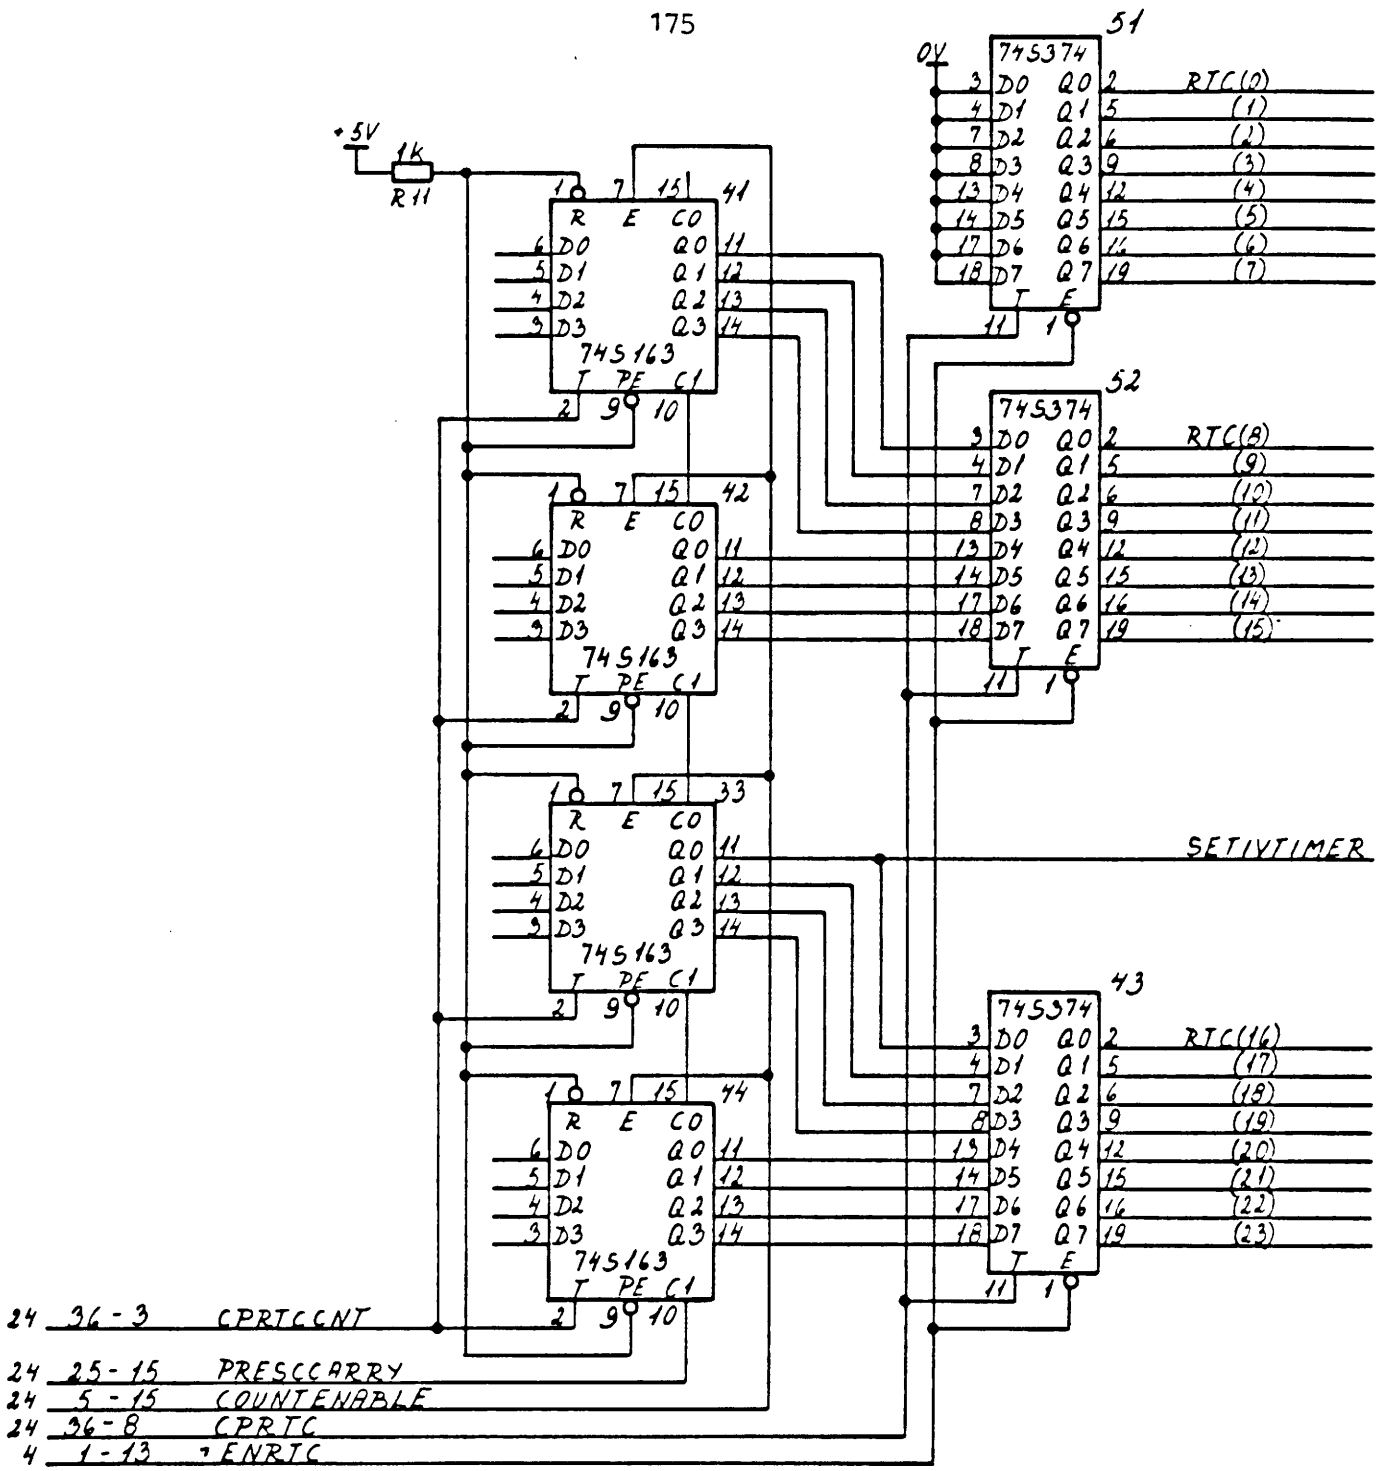 175
+5V
1K
R11
1 7 15 41
R E CO
6 D0 Q0 11
5 D1 Q1 12
4 D2 Q2 13
3 D3 Q3 14
74S163
T PE C1
2 9 10
1 7 15 42
R E CO
6 D0 Q0 11
5 D1 Q1 12
4 D2 Q2 13
3 D3 Q3 14
74S163
T PE C1
2 9 10
1 7 15 33
R E CO
6 D0 Q0 11
5 D1 Q1 12
4 D2 Q2 13
3 D3 Q3 14
74S163
T PE C1
2 9 10
1 7 15 44
R E CO
6 D0 Q0 11
5 D1 Q1 12
4 D2 Q2 13
3 D3 Q3 14
74S163
T PE C1
2 9 10
51
0V
74S374
3 D0 Q0 2 RTC(0)
4 D1 Q1 5 (1)
7 D2 Q2 6 (2)
8 D3 Q3 9 (3)
13 D4 Q4 12 (4)
14 D5 Q5 15 (5)
17 D6 Q6 16 (6)
18 D7 Q7 19 (7)
T E
11 1
52
74S374
3 D0 Q0 2 RTC(8)
4 D1 Q1 5 (9)
7 D2 Q2 6 (10)
8 D3 Q3 9 (11)
13 D4 Q4 12 (12)
14 D5 Q5 15 (13)
17 D6 Q6 16 (14)
18 D7 Q7 19 (15)
T E
11 1
SETIVTIMER
43
74S374
3 D0 Q0 2 RTC(16)
4 D1 Q1 5 (17)
7 D2 Q2 6 (18)
8 D3 Q3 9 (19)
13 D4 Q4 12 (20)
14 D5 Q5 15 (21)
17 D6 Q6 16 (22)
18 D7 Q7 19 (23)
T E
11 1
24 36-3 CPRTCCNT
24 25-15 PRESCCARRY
24 5-15 COUNTENABLE
24 36-8 CPRTC
4 1-13 ¬ENRTC